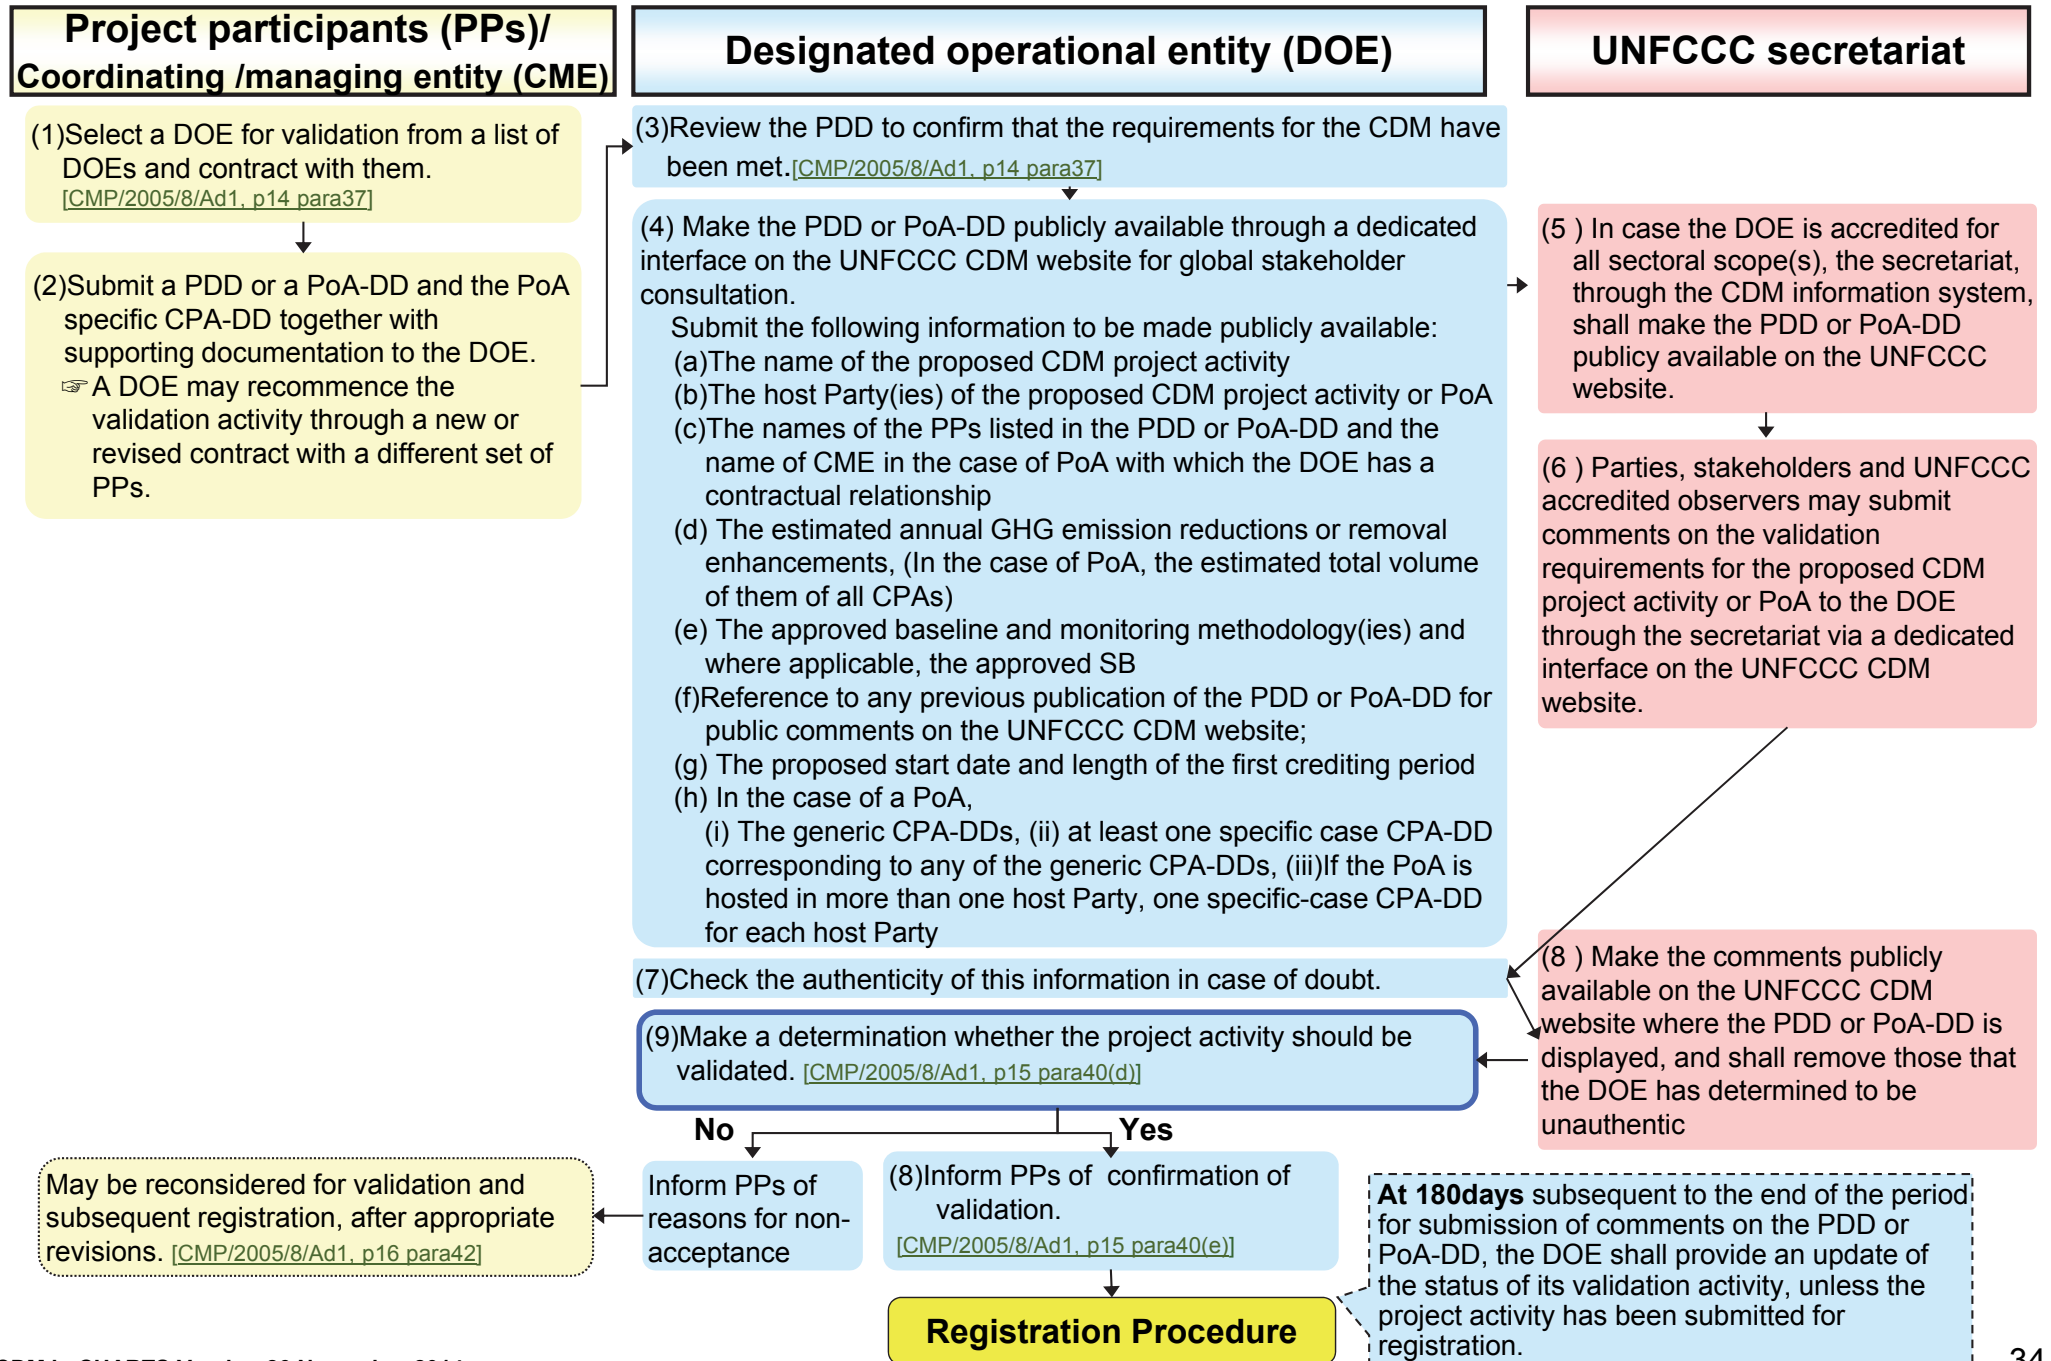 Project participants (PPs)/
Coordinating /managing entity (CME)
Designated operational entity (DOE)
UNFCCC secretariat
(1)Select a DOE for validation from a list of
DOEs and contract with them.
[CMP/2005/8/Ad1, p14 para37]
(2)Submit a PDD or a PoA-DD and the PoA
specific CPA-DD together with
supporting documentation to the DOE.
☞A DOE may recommence the
validation activity through a new or
revised contract with a different set of
PPs.
(3)Review the PDD to confirm that the requirements for the CDM have
been met.[CMP/2005/8/Ad1, p14 para37]
(4) Make the PDD or PoA-DD publicly available through a dedicated
interface on the UNFCCC CDM website for global stakeholder
consultation.
Submit the following information to be made publicly available:
(a)The name of the proposed CDM project activity
(b)The host Party(ies) of the proposed CDM project activity or PoA
(c)The names of the PPs listed in the PDD or PoA-DD and the
name of CME in the case of PoA with which the DOE has a
contractual relationship
(d) The estimated annual GHG emission reductions or removal
enhancements, (In the case of PoA, the estimated total volume
of them of all CPAs)
(e) The approved baseline and monitoring methodology(ies) and
where applicable, the approved SB
(f)Reference to any previous publication of the PDD or PoA-DD for
public comments on the UNFCCC CDM website;
(g) The proposed start date and length of the first crediting period
(h) In the case of a PoA,
(i) The generic CPA-DDs, (ii) at least one specific case CPA-DD
corresponding to any of the generic CPA-DDs, (iii)If the PoA is
hosted in more than one host Party, one specific-case CPA-DD
for each host Party
(5 ) In case the DOE is accredited for
all sectoral scope(s), the secretariat,
through the CDM information system,
shall make the PDD or PoA-DD
publicy available on the UNFCCC
website.
(6 ) Parties, stakeholders and UNFCCC
accredited observers may submit
comments on the validation
requirements for the proposed CDM
project activity or PoA to the DOE
through the secretariat via a dedicated
interface on the UNFCCC CDM
website.
(7)Check the authenticity of this information in case of doubt.
(8 ) Make the comments publicly
available on the UNFCCC CDM
website where the PDD or PoA-DD is
displayed, and shall remove those that
the DOE has determined to be
unauthentic
(9)Make a determination whether the project activity should be
validated. [CMP/2005/8/Ad1, p15 para40(d)]
No
Yes
May be reconsidered for validation and
subsequent registration, after appropriate
revisions. [CMP/2005/8/Ad1, p16 para42]
Inform PPs of
reasons for non-
acceptance
(8)Inform PPs of confirmation of
validation.
[CMP/2005/8/Ad1, p15 para40(e)]
Registration Procedure
At 180days subsequent to the end of the period
for submission of comments on the PDD or
PoA-DD, the DOE shall provide an update of
the status of its validation activity, unless the
project activity has been submitted for
registration.
34